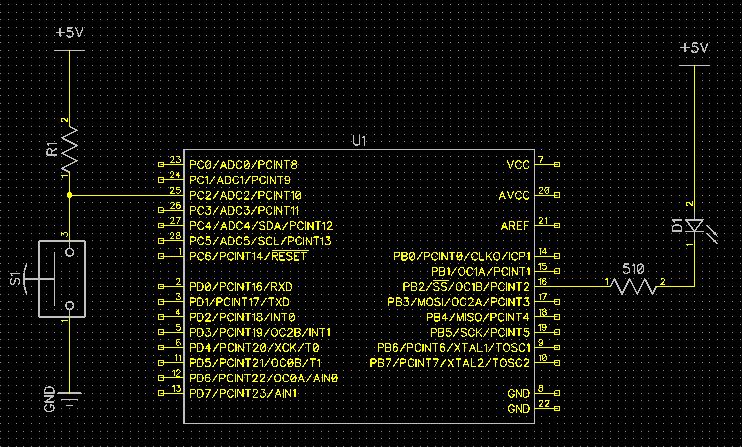 +5V
+5V
2
R1
1
U1
23 PC0/ADC0/PCINT8
24 PC1/ADC1/PCINT9
25 PC2/ADC2/PCINT10
26 PC3/ADC3/PCINT11
27 PC4/ADC4/SDA/PCINT12
28 PC5/ADC5/SCL/PCINT13
1 PC6/PCINT14/RESET
2 PD0/PCINT16/RXD
3 PD1/PCINT17/TXD
4 PD2/PCINT18/INT0
5 PD3/PCINT19/OC2B/INT1
6 PD4/PCINT20/XCK/T0
11 PD5/PCINT21/OC0B/T1
12 PD6/PCINT22/OC0A/AIN0
13 PD7/PCINT23/AIN1
VCC 7
AVCC 20
AREF 21
PB0/PCINT0/CLKO/ICP1 14
PB1/OC1A/PCINT1 15
PB2/SS/OC1B/PCINT2 16
PB3/MOSI/OC2A/PCINT3 17
PB4/MISO/PCINT4 18
PB5/SCK/PCINT5 19
PB6/PCINT6/XTAL1/TOSC1 9
PB7/PCINT7/XTAL2/TOSC2 10
GND 8
GND 22
3
S1
1
GND
2
D1
1
510
1 2